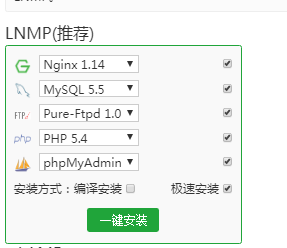 LNMP(推荐)
Nginx 1.14
MySQL 5.5
FTP Pure-Ftpd 1.0
php PHP 5.4
phpMyAdmin
安装方式：编译安装 极速安装
一键安装